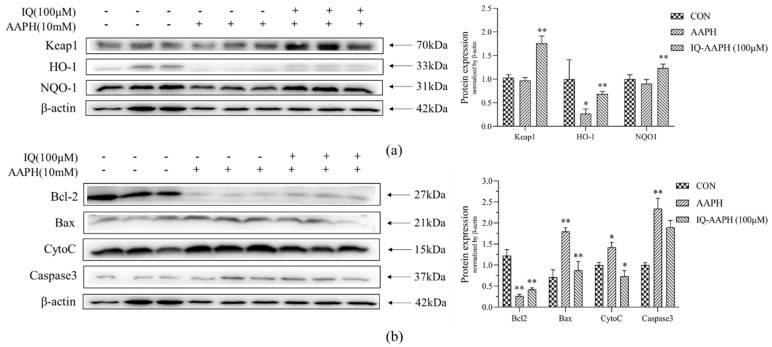 IQ(100μM) - - - - - - + + +
AAPH(10mM) - - - + + + + + +
Keap1 70kDa
HO-1 33kDa
NQO-1 31kDa
β-actin 42kDa
Protein expression
normalized by β-actin
2.5
2.0
1.5
1.0
0.5
0.0
** * ** **
Keap1 HO-1 NQO1
CON
AAPH
IQ-AAPH (100μM)
(a)
IQ(100μM) - - - - - - + + +
AAPH(10mM) - - - + + + + + +
Bcl-2 27kDa
Bax 21kDa
CytoC 15kDa
Caspase3 37kDa
β-actin 42kDa
Protein expression
normalized by β-actin
3.0
2.5
2.0
1.5
1.0
0.5
0.0
** ** ** ** * * **
Bcl2 Bax CytoC Caspase3
CON
AAPH
IQ-AAPH (100μM)
(b)